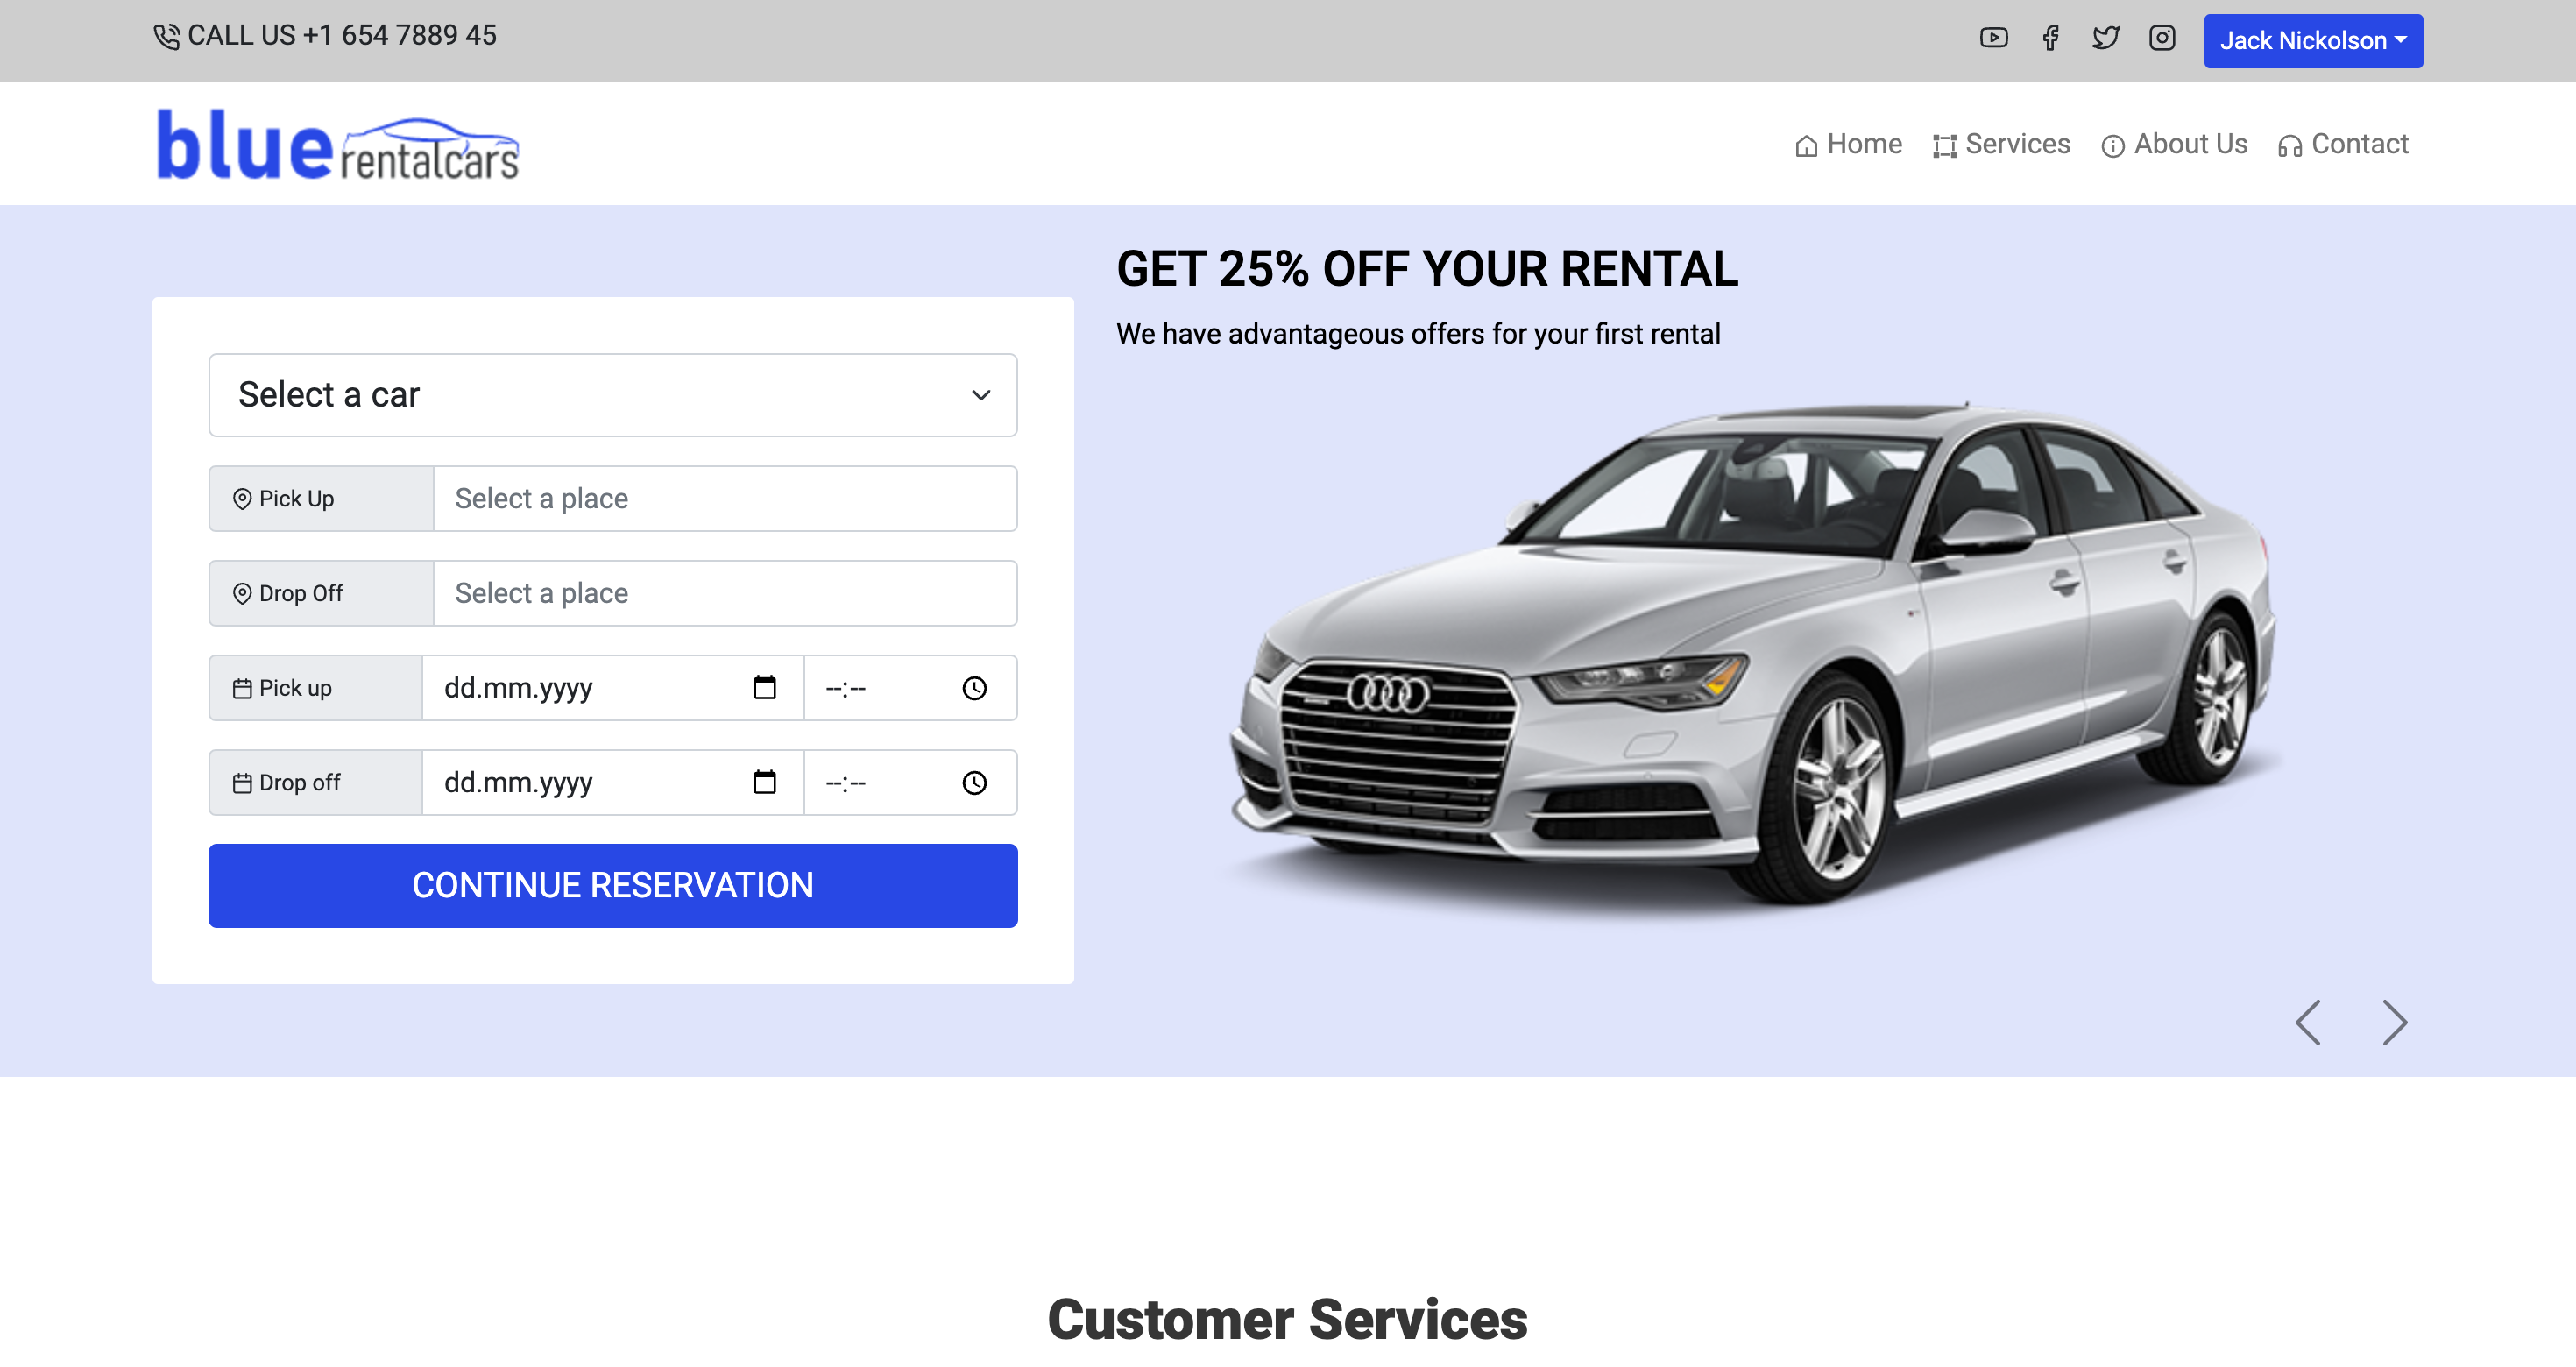 CALL US +1 654 7889 45
Jack Nickolson
blue rentalcars
Home
Services
About Us
Contact
GET 25% OFF YOUR RENTAL
We have advantageous offers for your first rental
Select a car
Pick Up
Select a place
Drop Off
Select a place
Pick up
dd.mm.yyyy
--:--
Drop off
dd.mm.yyyy
--:--
CONTINUE RESERVATION
Customer Services